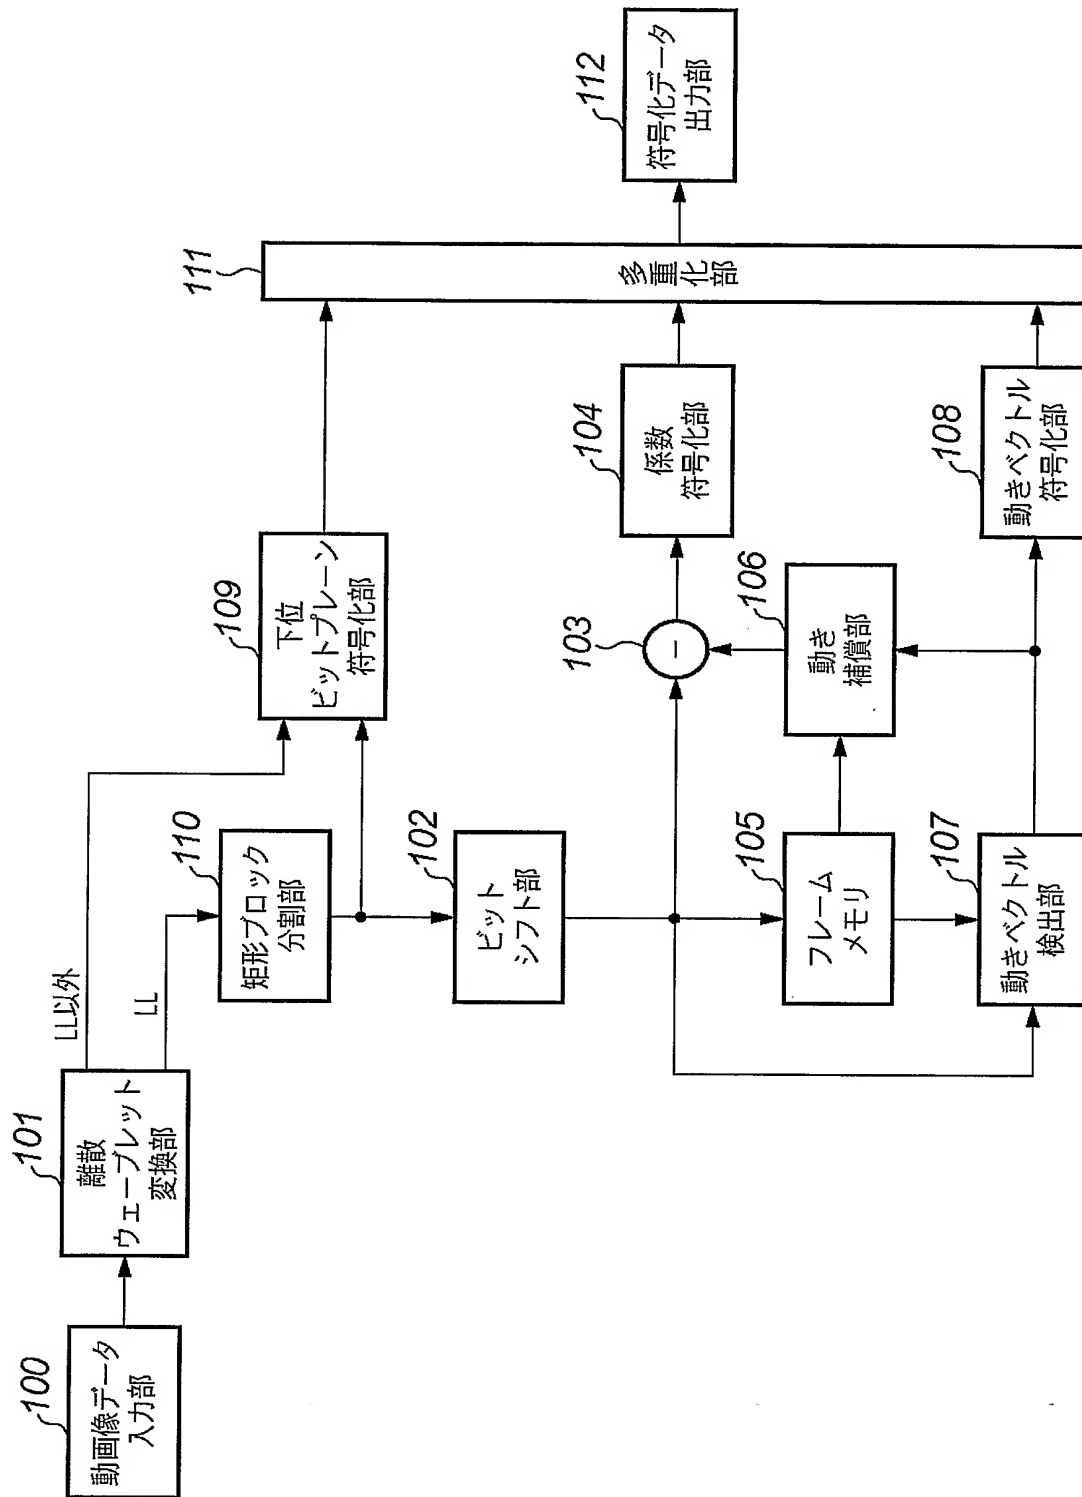 100
動画像データ
入力部
101
離散
ウェーブレット
変換部
LL以外
LL
110
矩形ブロック
分割部
109
下位
ビットプレーン
符号化部
102
ビット
シフト部
103
−
104
係数
符号化部
105
フレーム
メモリ
106
動き
補償部
107
動きベクトル
検出部
108
動きベクトル
符号化部
111
多重化部
112
符号化データ
出力部